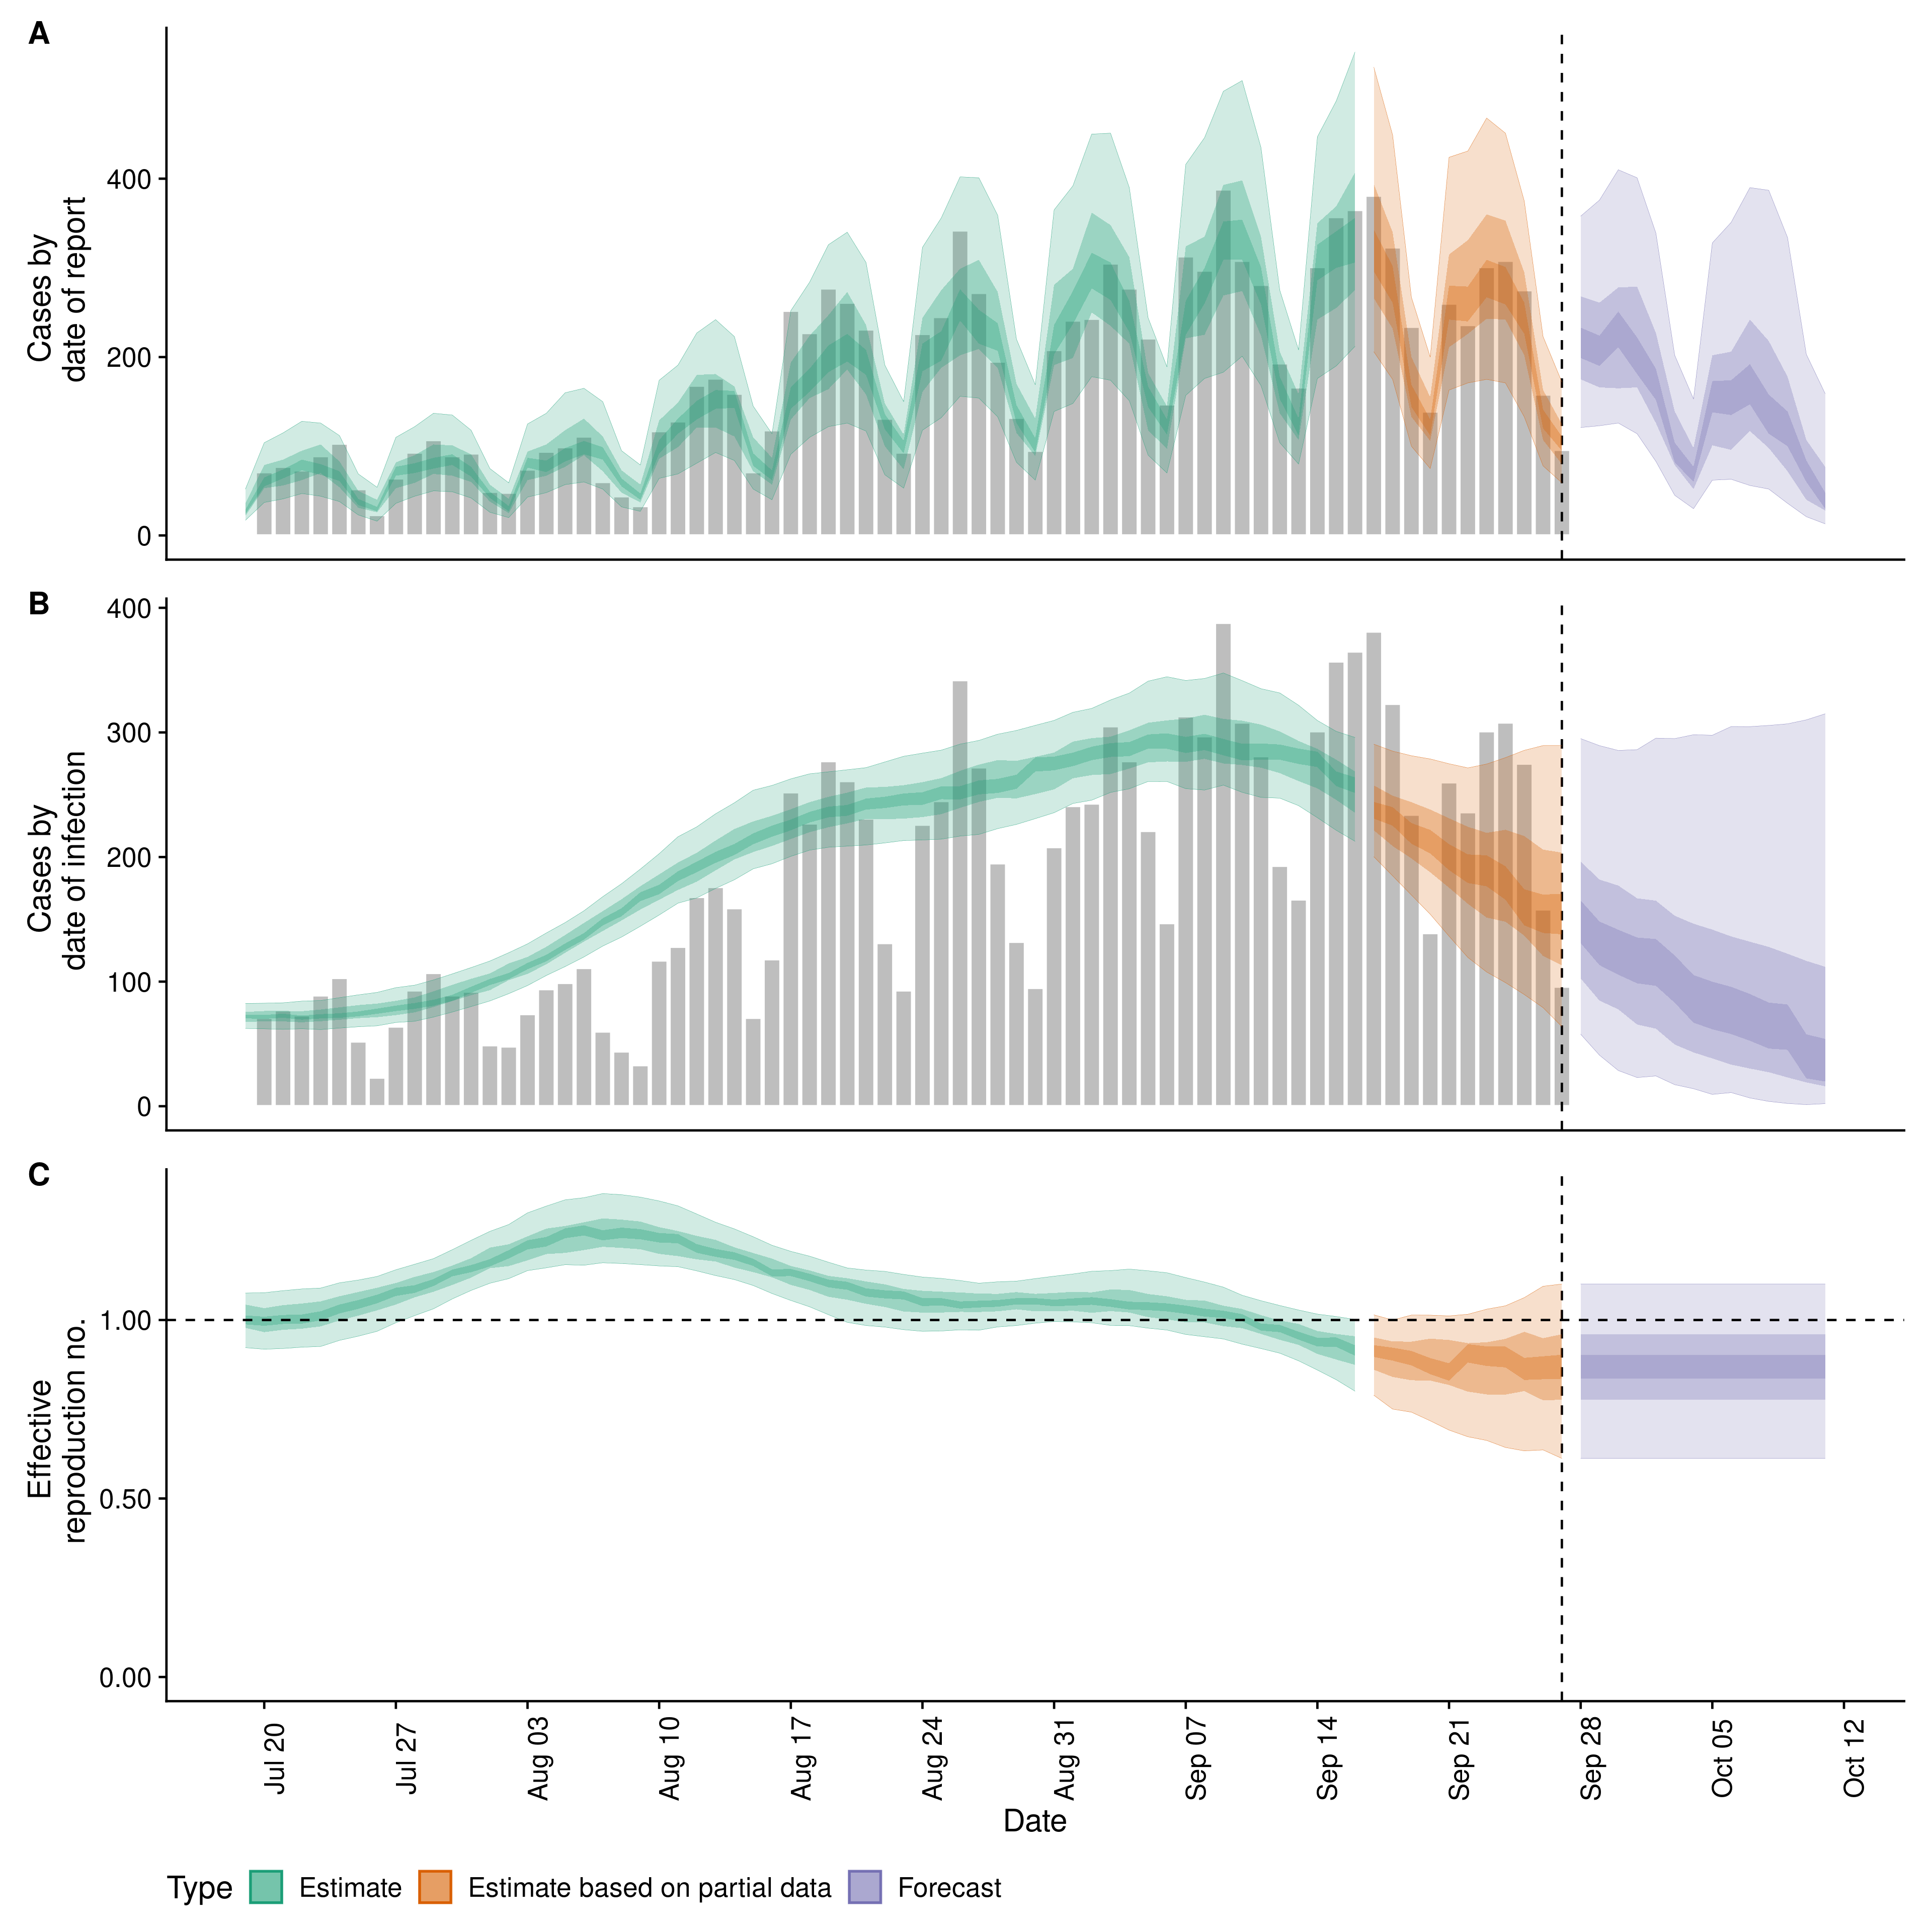 A
Cases by
date of report
400
200
0
B
Cases by
date of infection
400
300
200
100
0
C
Effective
reproduction no.
1.00
0.50
0.00
Jul 20
Jul 27
Aug 03
Aug 10
Aug 17
Aug 24
Aug 31
Sep 07
Sep 14
Sep 21
Sep 28
Oct 05
Oct 12
Date
Type Estimate Estimate based on partial data Forecast